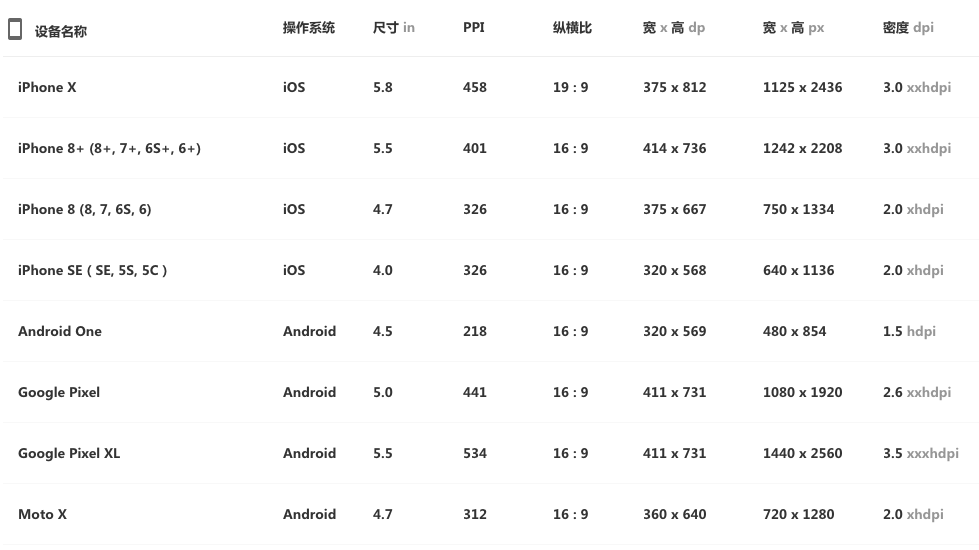 设备名称 操作系统 尺寸 in PPI 纵横比 宽 x 高 dp 宽 x 高 px 密度 dpi
iPhone X iOS 5.8 458 19 : 9 375 x 812 1125 x 2436 3.0 xxhdpi
iPhone 8+ (8+, 7+, 6S+, 6+) iOS 5.5 401 16 : 9 414 x 736 1242 x 2208 3.0 xxhdpi
iPhone 8 (8, 7, 6S, 6) iOS 4.7 326 16 : 9 375 x 667 750 x 1334 2.0 xhdpi
iPhone SE ( SE, 5S, 5C ) iOS 4.0 326 16 : 9 320 x 568 640 x 1136 2.0 xhdpi
Android One Android 4.5 218 16 : 9 320 x 569 480 x 854 1.5 hdpi
Google Pixel Android 5.0 441 16 : 9 411 x 731 1080 x 1920 2.6 xxhdpi
Google Pixel XL Android 5.5 534 16 : 9 411 x 731 1440 x 2560 3.5 xxxhdpi
Moto X Android 4.7 312 16 : 9 360 x 640 720 x 1280 2.0 xhdpi